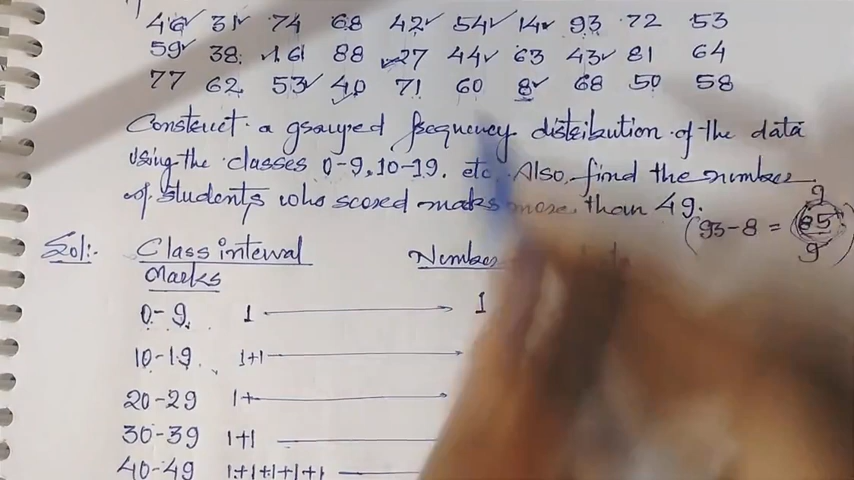 46 31 74 68 42 54 14 93 72 53
59 38 161 88 27 44 63 43 81 64
77 62 53 40 71 60 8 68 50 58
Construct a grouped frequency distribution of the data
using the classes 0-9, 10-19, etc. Also, find the number
of students who scored maks more than 49.
(93-8 = 85
9
9
Sol:- Class interval Number
Marks
0-9 1 1
10-19 1+1
20-29 1+
30-39 1+1
40-49 1+1+1+1+1